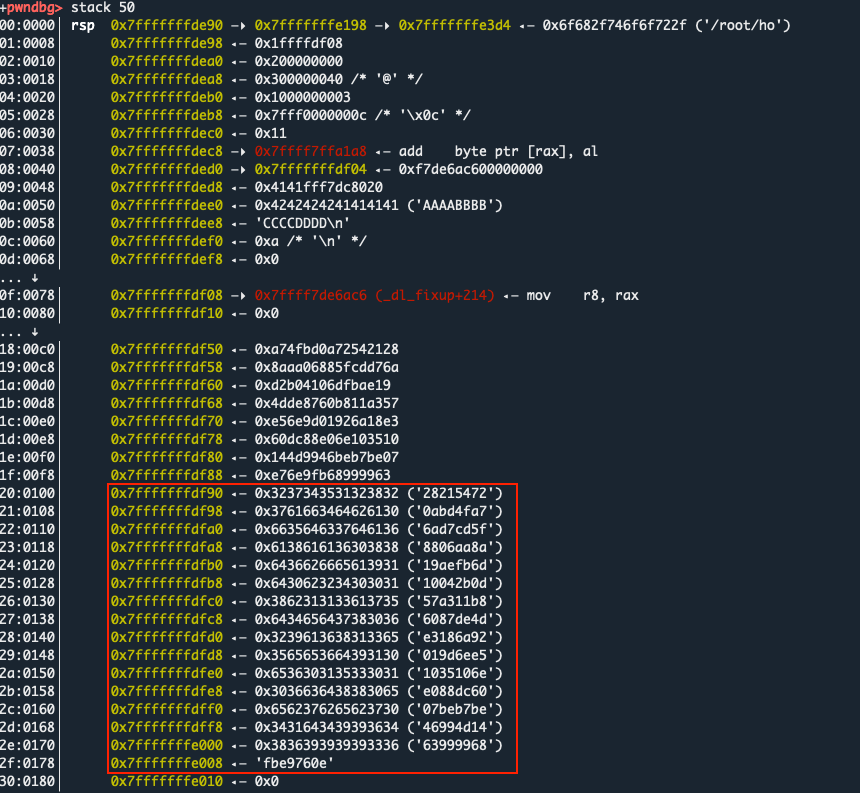 +pwndbg> stack 50
00:0000│ rsp 0x7fffffffde90 —▸ 0x7fffffffe198 —▸ 0x7fffffffe3d4 ◂— 0x6f682f746f6f722f ('/root/ho')
01:0008│ 0x7fffffffde98 ◂— 0x1ffffdf08
02:0010│ 0x7fffffffdea0 ◂— 0x200000000
03:0018│ 0x7fffffffdea8 ◂— 0x300000040 /* '@' */
04:0020│ 0x7fffffffdeb0 ◂— 0x1000000003
05:0028│ 0x7fffffffdeb8 ◂— 0x7fff0000000c /* '\x0c' */
06:0030│ 0x7fffffffdec0 ◂— 0x11
07:0038│ 0x7fffffffdec8 —▸ 0x7ffff7ffa1a8 ◂— add byte ptr [rax], al
08:0040│ 0x7fffffffded0 —▸ 0x7fffffffdf04 ◂— 0xf7de6ac600000000
09:0048│ 0x7fffffffded8 ◂— 0x4141fff7dc8020
0a:0050│ 0x7fffffffdee0 ◂— 0x4242424241414141 ('AAAABBBB')
0b:0058│ 0x7fffffffdee8 ◂— 'CCCCDDDD\n'
0c:0060│ 0x7fffffffdef0 ◂— 0xa /* '\n' */
0d:0068│ 0x7fffffffdef8 ◂— 0x0
... ↓
0f:0078│ 0x7fffffffdf08 —▸ 0x7ffff7de6ac6 (_dl_fixup+214) ◂— mov r8, rax
10:0080│ 0x7fffffffdf10 ◂— 0x0
... ↓
18:00c0│ 0x7fffffffdf50 ◂— 0xa74fbd0a72542128
19:00c8│ 0x7fffffffdf58 ◂— 0x8aaa06885fcdd76a
1a:00d0│ 0x7fffffffdf60 ◂— 0xd2b04106dfbae19
1b:00d8│ 0x7fffffffdf68 ◂— 0x4dde8760b811a357
1c:00e0│ 0x7fffffffdf70 ◂— 0xe56e9d01926a18e3
1d:00e8│ 0x7fffffffdf78 ◂— 0x60dc88e06e103510
1e:00f0│ 0x7fffffffdf80 ◂— 0x144d9946beb7be07
1f:00f8│ 0x7fffffffdf88 ◂— 0xe76e9fb68999963
20:0100│ 0x7fffffffdf90 ◂— 0x3237343531323832 ('28215472')
21:0108│ 0x7fffffffdf98 ◂— 0x3761663464626130 ('0abd4fa7')
22:0110│ 0x7fffffffdfa0 ◂— 0x6635646337646136 ('6ad7cd5f')
23:0118│ 0x7fffffffdfa8 ◂— 0x6138616136303838 ('8806aa8a')
24:0120│ 0x7fffffffdfb0 ◂— 0x6436626665613931 ('19aefb6d')
25:0128│ 0x7fffffffdfb8 ◂— 0x6430623234303031 ('10042b0d')
26:0130│ 0x7fffffffdfc0 ◂— 0x3862313133613735 ('57a311b8')
27:0138│ 0x7fffffffdfc8 ◂— 0x6434656437383036 ('6087de4d')
28:0140│ 0x7fffffffdfd0 ◂— 0x3239613638313365 ('e3186a92')
29:0148│ 0x7fffffffdfd8 ◂— 0x3565653664393130 ('019d6ee5')
2a:0150│ 0x7fffffffdfe0 ◂— 0x6536303135333031 ('1035106e')
2b:0158│ 0x7fffffffdfe8 ◂— 0x3036636438383065 ('e088dc60')
2c:0160│ 0x7fffffffdff0 ◂— 0x6562376265623730 ('07beb7be')
2d:0168│ 0x7fffffffdff8 ◂— 0x3431643439393634 ('46994d14')
2e:0170│ 0x7fffffffe000 ◂— 0x3836393939393336 ('63999968')
2f:0178│ 0x7fffffffe008 ◂— 'fbe9760e'
30:0180│ 0x7fffffffe010 ◂— 0x0